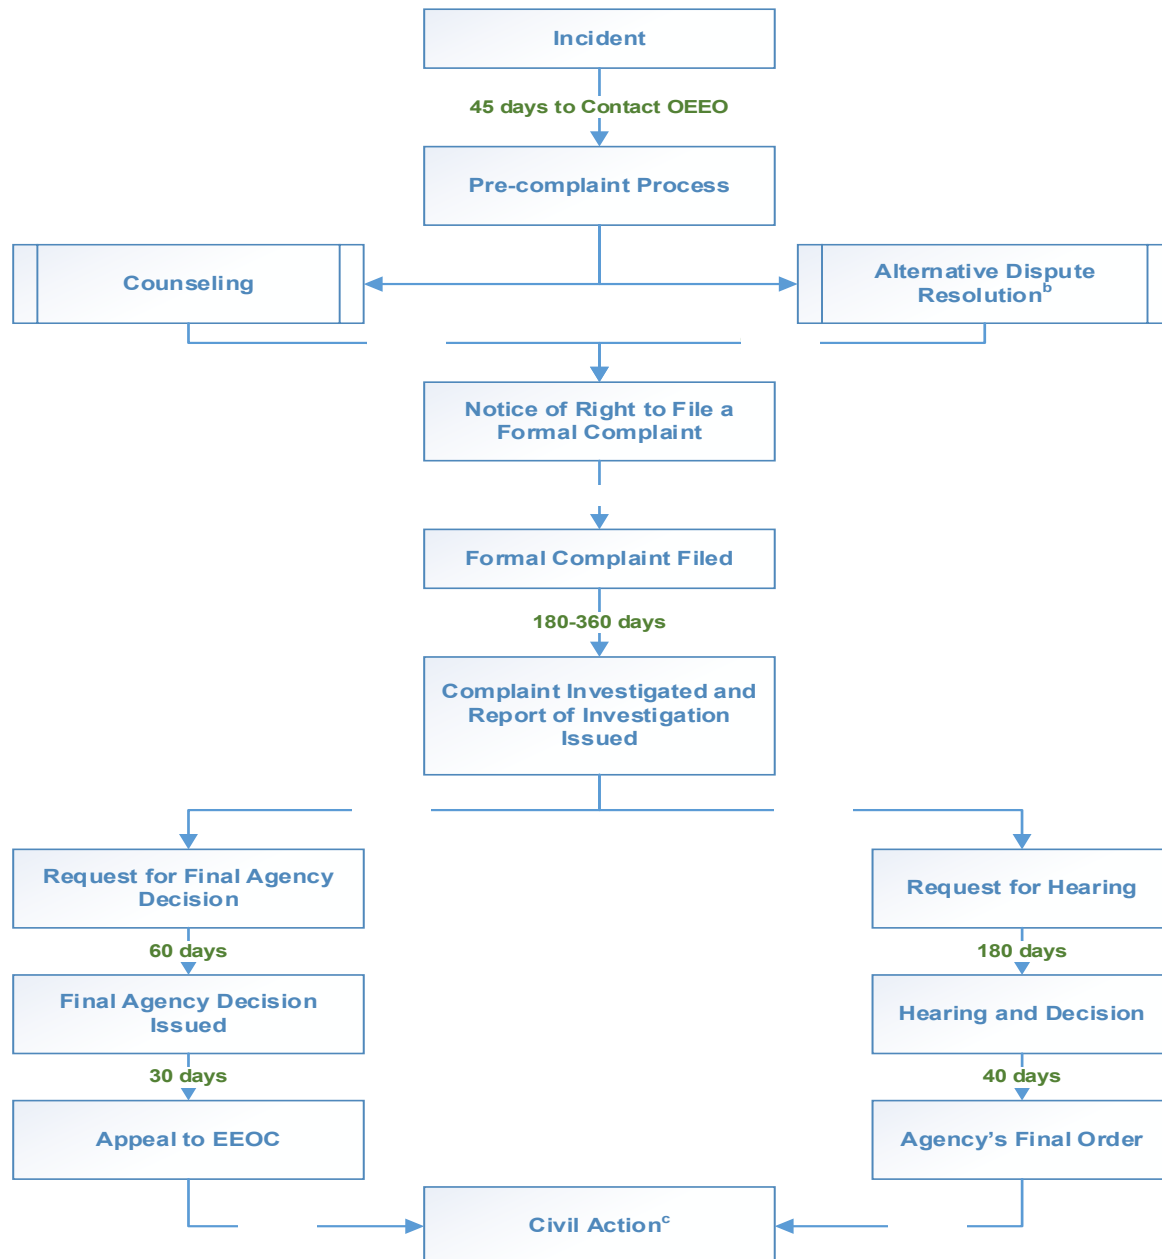 Incident
45 days to Contact OEEO
Pre-complaint Process
Counseling
Alternative Dispute
Resolutionᵇ
Notice of Right to File a
Formal Complaint
Formal Complaint Filed
180-360 days
Complaint Investigated and
Report of Investigation
Issued
Request for Final Agency
Decision
60 days
Final Agency Decision
Issued
30 days
Appeal to EEOC
Request for Hearing
180 days
Hearing and Decision
40 days
Agency’s Final Order
Civil Actionᶜ